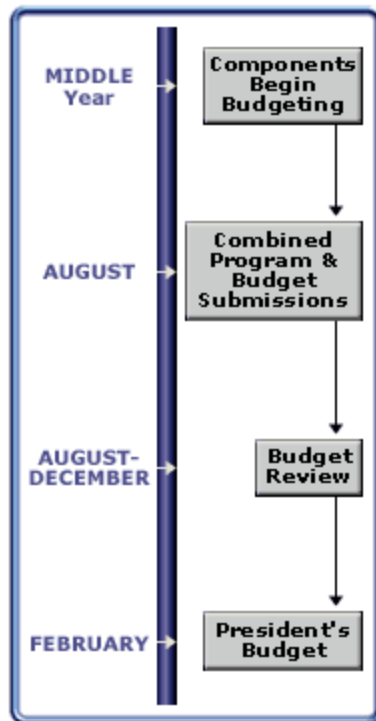 MIDDLE
Year
Components
Begin
Budgeting
AUGUST
Combined
Program &
Budget
Submissions
AUGUST-
DECEMBER
Budget
Review
FEBRUARY
President's
Budget